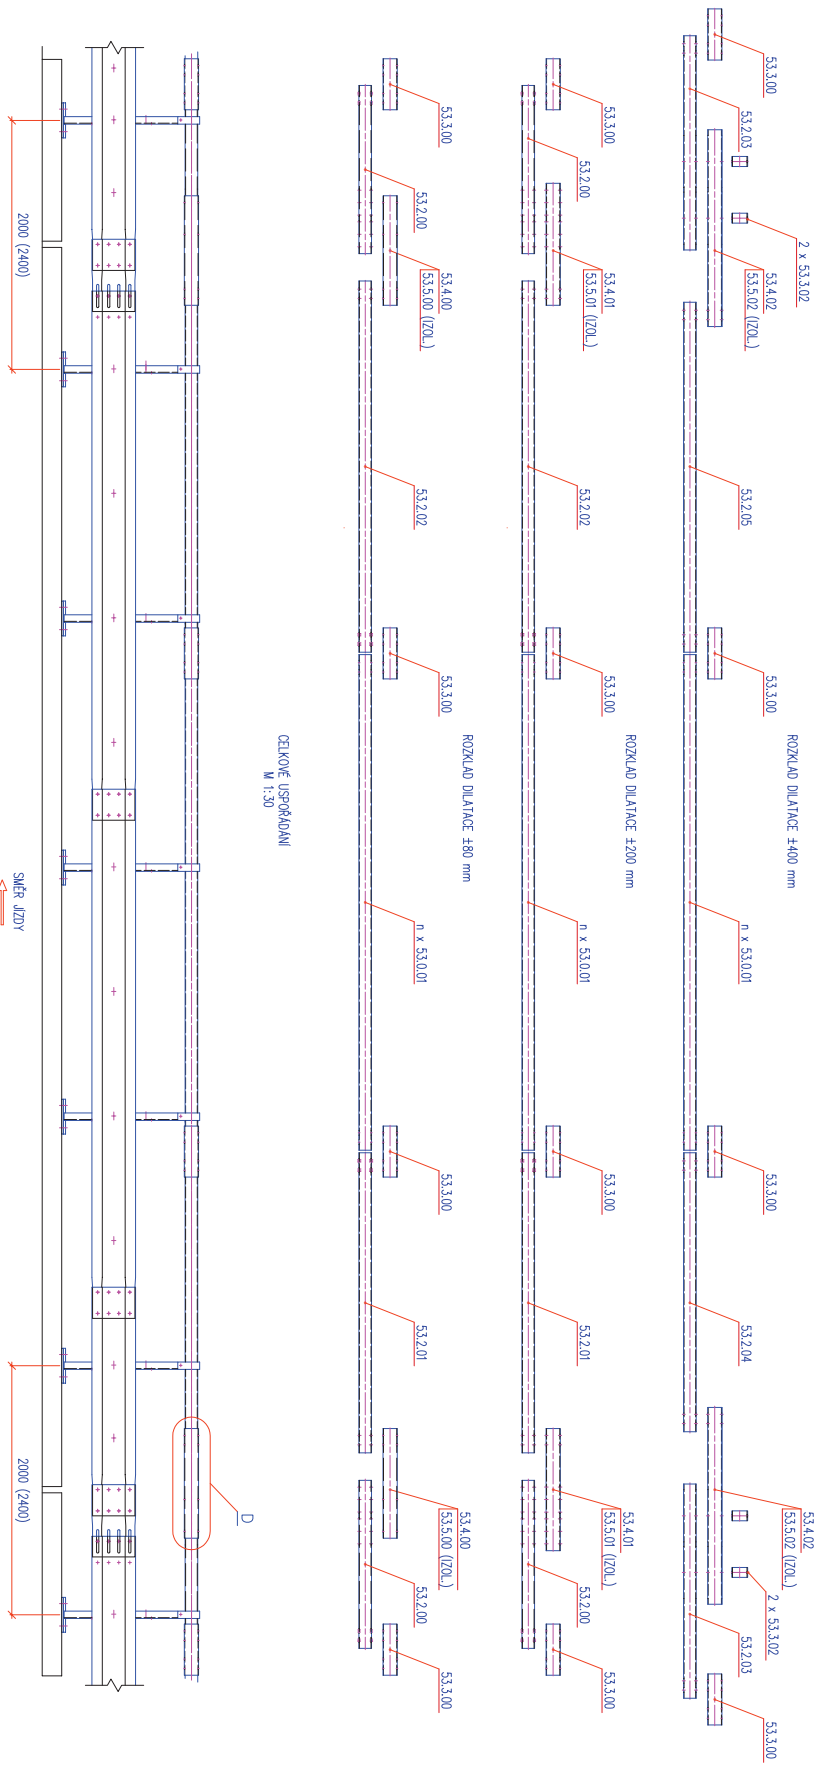 53.3.00
53.2.03
2 x 53.3.02
53.4.02
53.5.02 (IZOL.)
53.2.05
53.3.00
ROZKLAD DILATACE ±400 mm
n x 53.0.01
53.3.00
53.2.04
53.4.02
53.5.02 (IZOL.)
2 x 53.3.02
53.2.03
53.3.00
53.3.00
53.2.00
53.4.01
53.5.01 (IZOL.)
53.2.02
53.3.00
ROZKLAD DILATACE ±200 mm
n x 53.0.01
53.3.00
53.2.01
53.4.01
53.5.01 (IZOL.)
53.2.00
53.3.00
53.3.00
53.2.00
53.4.00
53.5.00 (IZOL.)
53.2.02
53.3.00
ROZKLAD DILATACE ±80 mm
n x 53.0.01
53.3.00
53.2.01
53.4.00
53.5.00 (IZOL.)
53.2.00
53.3.00
CELKOVÉ USPOŘÁDÁNÍ
M 1:30
D
2000 (2400)
SMĚR JÍZDY
2000 (2400)